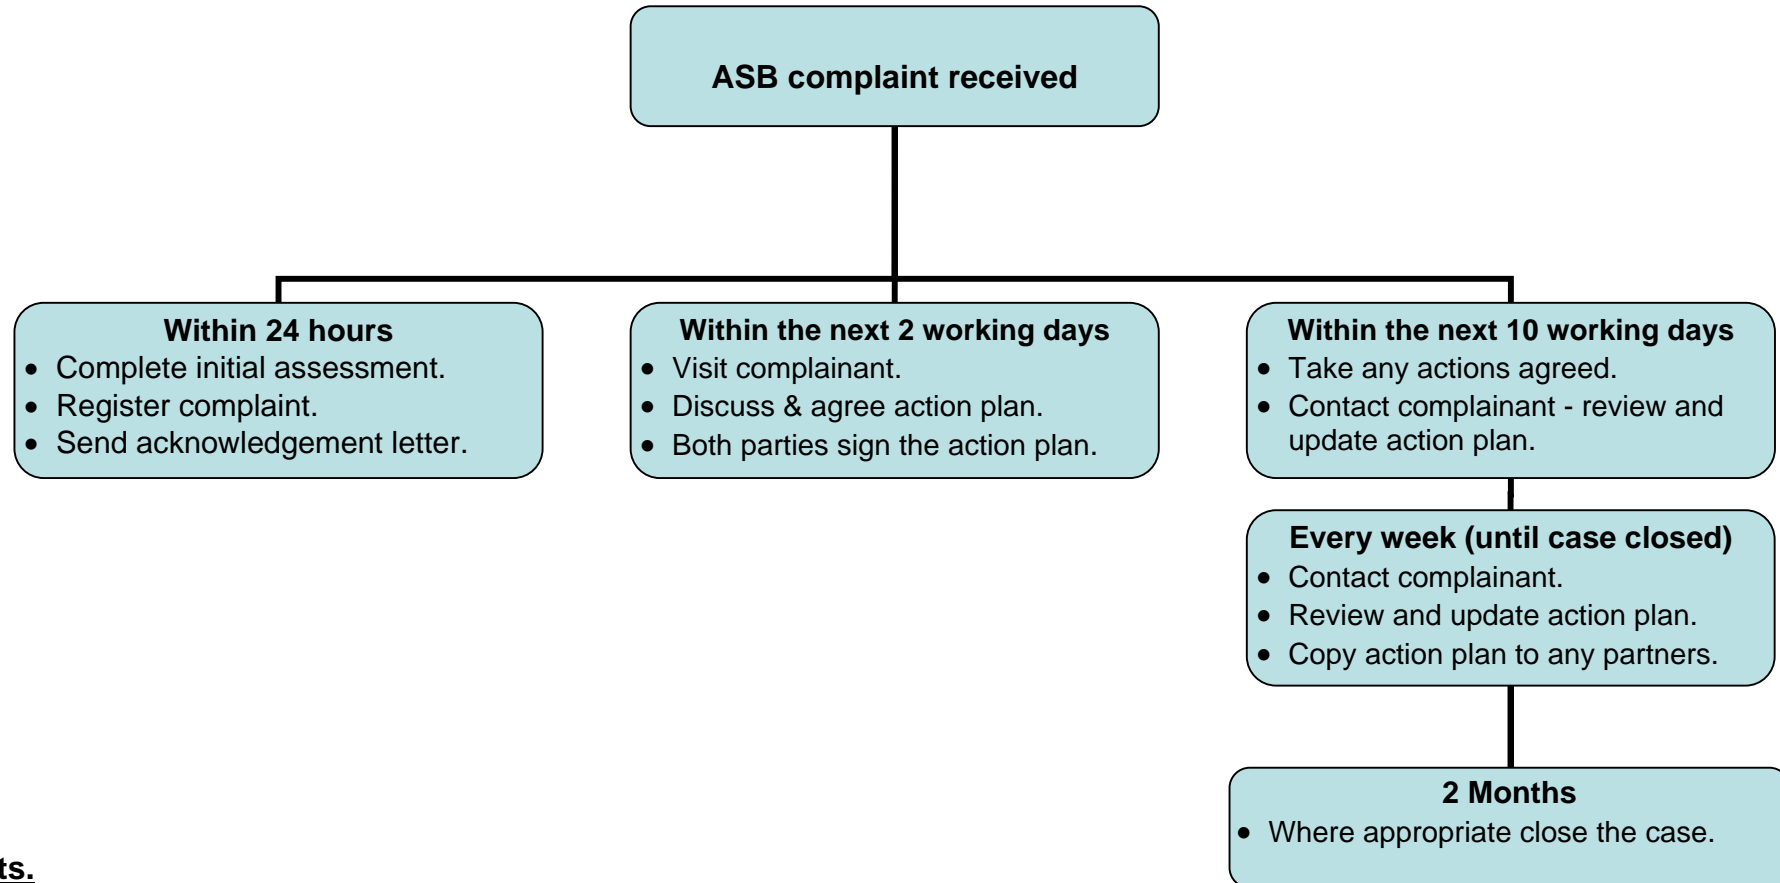 ASB complaint received
Within 24 hours
• Complete initial assessment.
• Register complaint.
• Send acknowledgement letter.
Within the next 2 working days
• Visit complainant.
• Discuss & agree action plan.
• Both parties sign the action plan.
Within the next 10 working days
• Take any actions agreed.
• Contact complainant - review and
update action plan.
Every week (until case closed)
• Contact complainant.
• Review and update action plan.
• Copy action plan to any partners.
2 Months
• Where appropriate close the case.
ts.